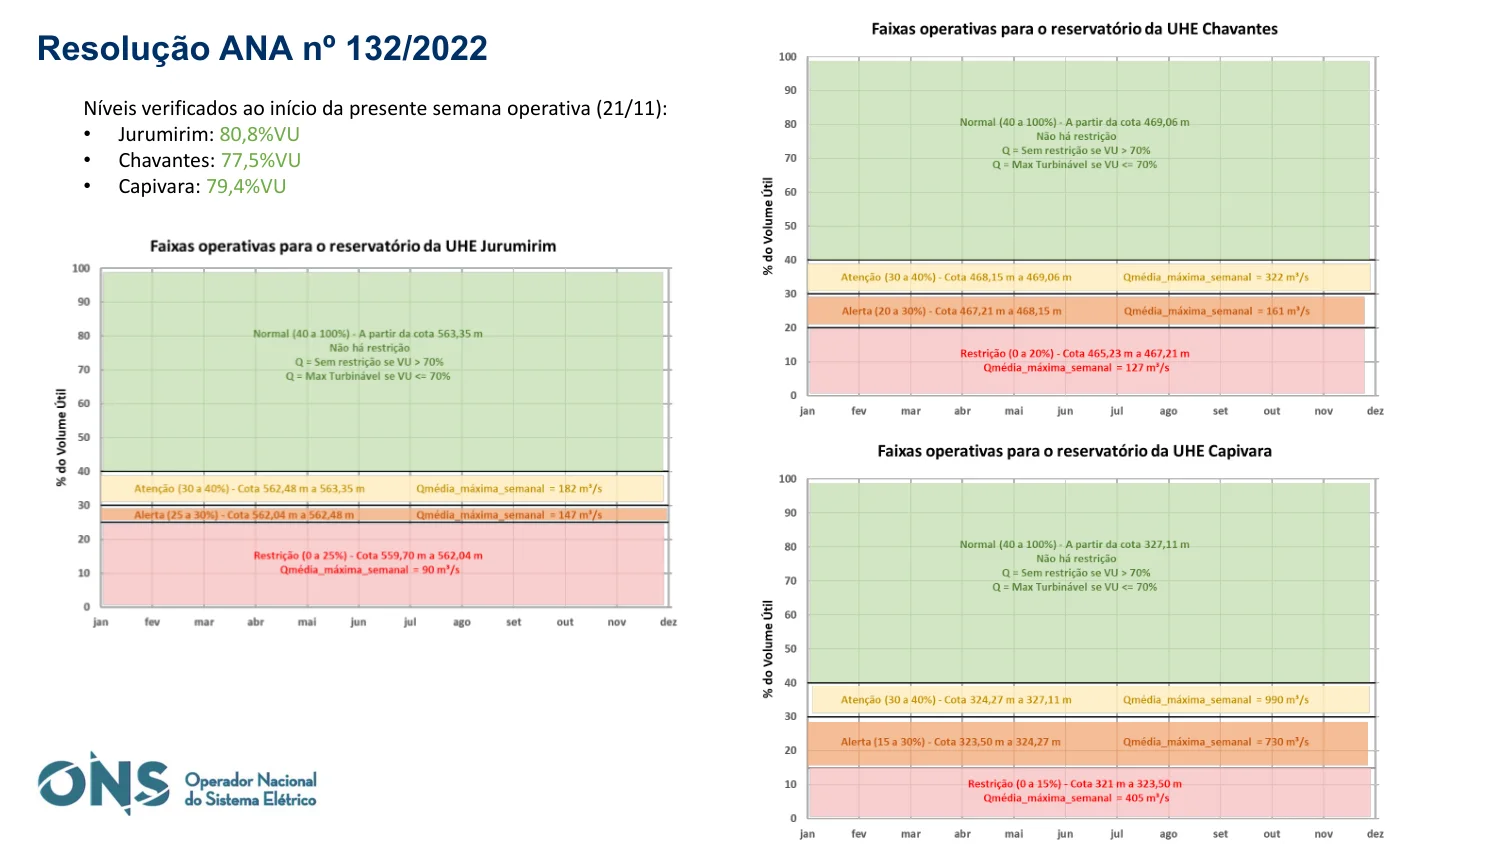 Resolução ANA nº 132/2022
Níveis verificados ao início da presente semana operativa (21/11):
• Jurumirim: 80,8%VU
• Chavantes: 77,5%VU
• Capivara: 79,4%VU
Faixas operativas para o reservatório da UHE Jurumirim
% do Volume Útil
100
90
80
70
60
50
40
30
20
10
0
Normal (40 a 100%) - A partir da cota 563,35 m
Não há restrição
Q = Sem restrição se VU > 70%
Q = Max Turbinável se VU <= 70%
Atenção (30 a 40%) - Cota 562,48 m a 563,35 m Qmédia_máxima_semanal = 182 m³/s
Alerta (25 a 30%) - Cota 562,04 m a 562,48 m Qmédia_máxima_semanal = 147 m³/s
Restrição (0 a 25%) - Cota 559,70 m a 562,04 m
Qmédia_máxima_semanal = 90 m³/s
jan fev mar abr mai jun jul ago set out nov dez
ONS Operador Nacional
do Sistema Elétrico
Faixas operativas para o reservatório da UHE Chavantes
% do Volume Útil
100
90
80
70
60
50
40
30
20
10
0
Normal (40 a 100%) - A partir da cota 469,06 m
Não há restrição
Q = Sem restrição se VU > 70%
Q = Max Turbinável se VU <= 70%
Atenção (30 a 40%) - Cota 468,15 m a 469,06 m Qmédia_máxima_semanal = 322 m³/s
Alerta (20 a 30%) - Cota 467,21 m a 468,15 m Qmédia_máxima_semanal = 161 m³/s
Restrição (0 a 20%) - Cota 465,23 m a 467,21 m
Qmédia_máxima_semanal = 127 m³/s
jan fev mar abr mai jun jul ago set out nov dez
Faixas operativas para o reservatório da UHE Capivara
% do Volume Útil
100
90
80
70
60
50
40
30
20
10
0
Normal (40 a 100%) - A partir da cota 327,11 m
Não há restrição
Q = Sem restrição se VU > 70%
Q = Max Turbinável se VU <= 70%
Atenção (30 a 40%) - Cota 324,27 m a 327,11 m Qmédia_máxima_semanal = 990 m³/s
Alerta (15 a 30%) - Cota 323,50 m a 324,27 m Qmédia_máxima_semanal = 730 m³/s
Restrição (0 a 15%) - Cota 321 m a 323,50 m
Qmédia_máxima_semanal = 405 m³/s
jan fev mar abr mai jun jul ago set out nov dez